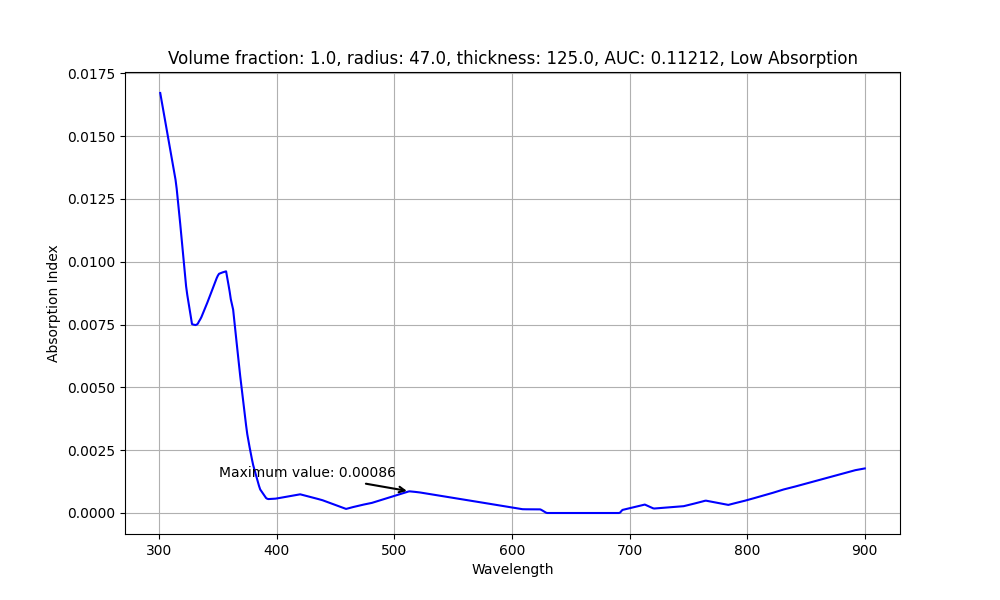 Volume fraction: 1.0, radius: 47.0, thickness: 125.0, AUC: 0.11212, Low Absorption
0.0175
0.0150
0.0125
0.0100
0.0075
0.0050
0.0025
0.0000
Absorption Index
Maximum value: 0.00086
300 400 500 600 700 800 900
Wavelength